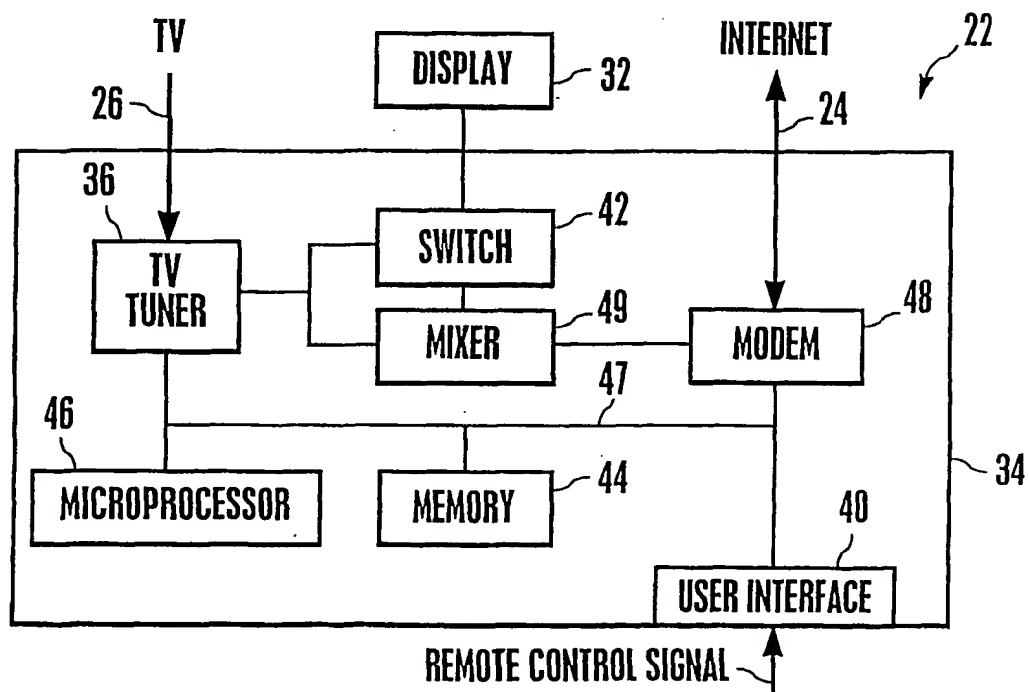 TV
INTERNET
22
DISPLAY
32
26
24
36
TV
TUNER
SWITCH
42
MIXER
49
MODEM
48
47
46
MICROPROCESSOR
MEMORY
44
34
40
USER INTERFACE
REMOTE CONTROL SIGNAL